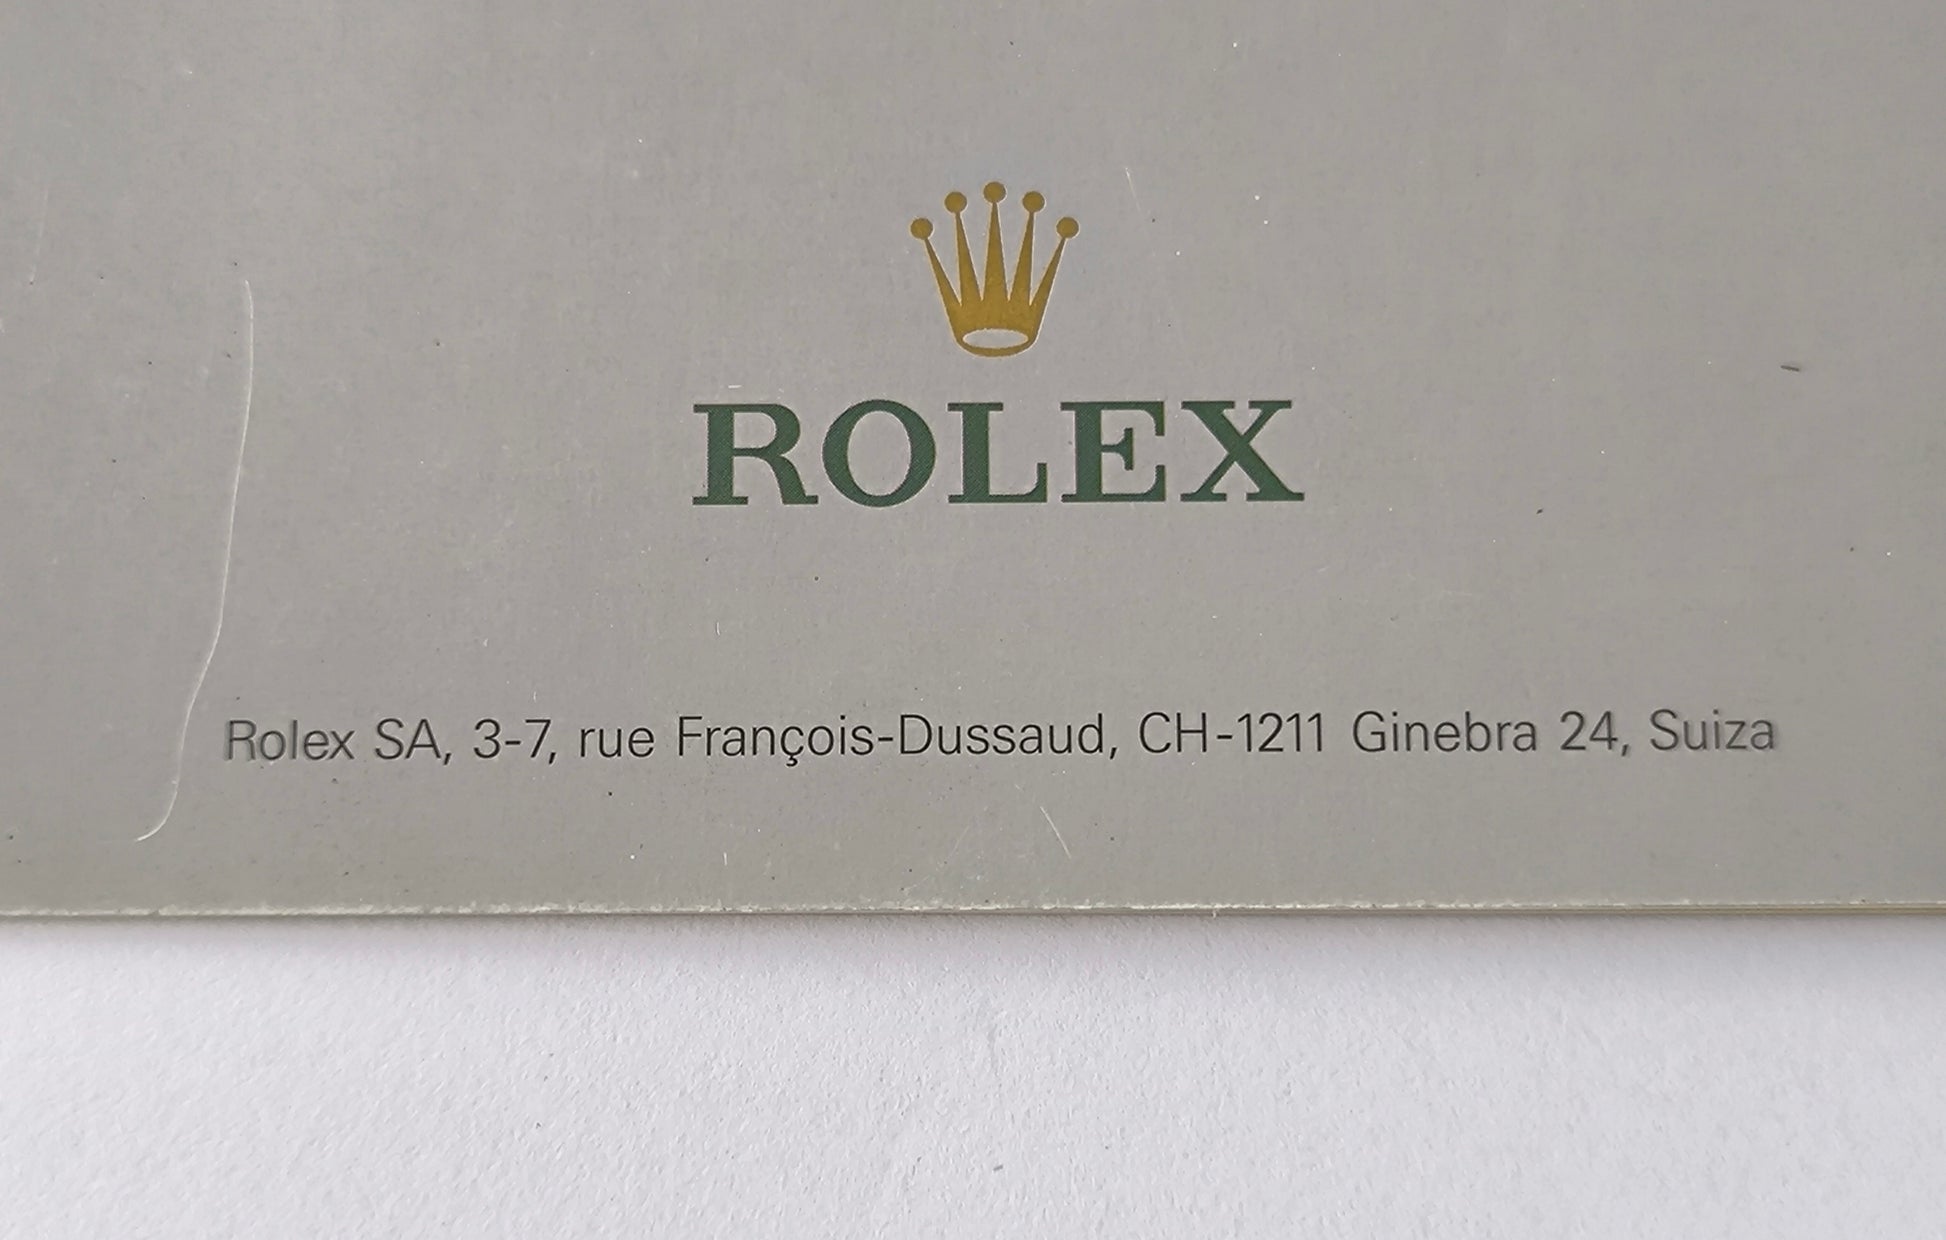 ROLEX
Rolex SA, 3-7, rue François-Dussaud, CH-1211 Ginebra 24, Suiza